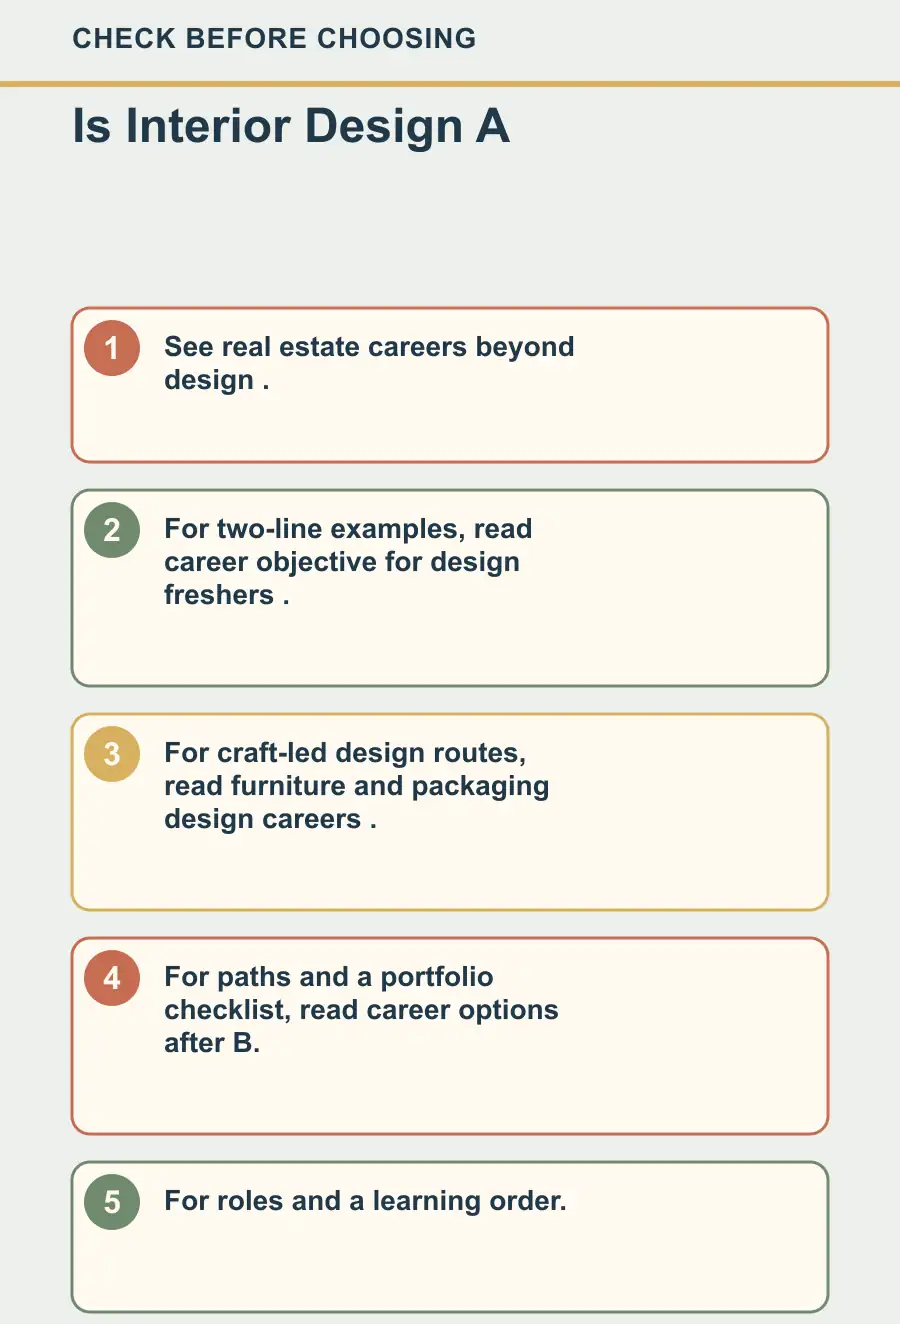 CHECK BEFORE CHOOSING
Is Interior Design A
1
See real estate careers beyond
design .
2
For two-line examples, read
career objective for design
freshers .
3
For craft-led design routes,
read furniture and packaging
design careers .
4
For paths and a portfolio
checklist, read career options
after B.
5
For roles and a learning order.